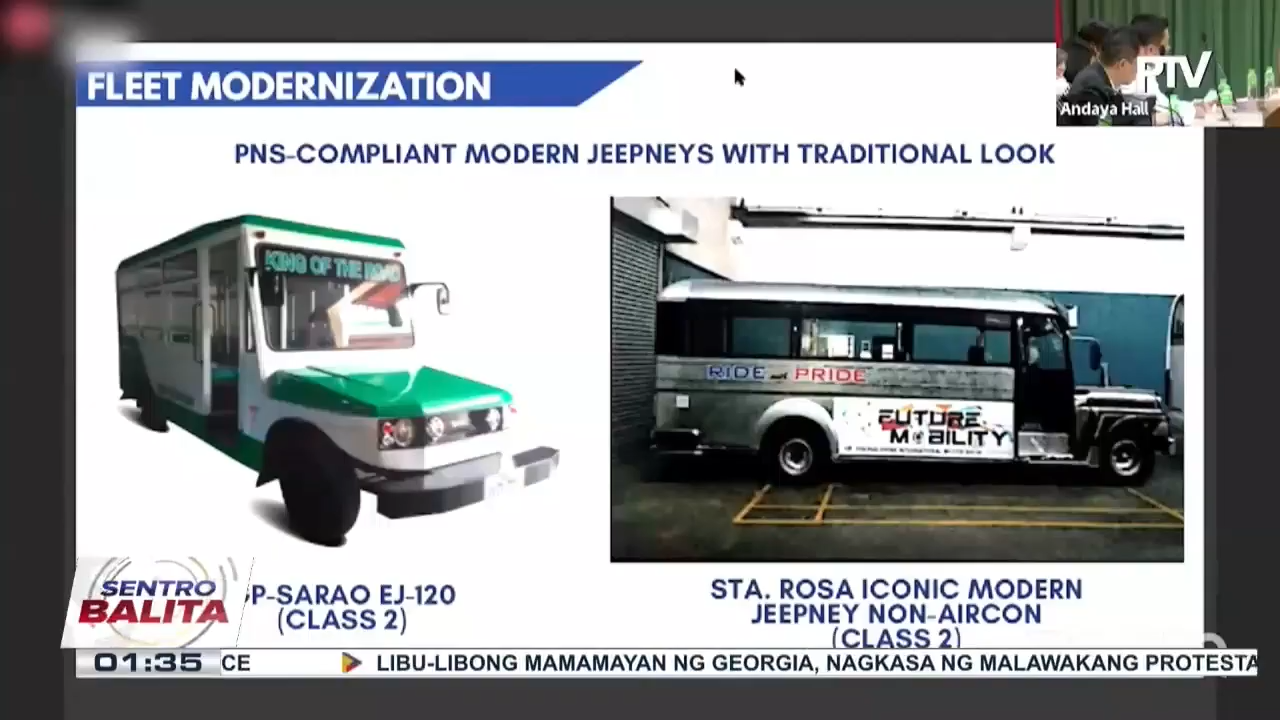 FLEET MODERNIZATION
RTV
Andaya Hall
PNS-COMPLIANT MODERN JEEPNEYS WITH TRADITIONAL LOOK
KING OF THE ROAD
RIDE and PRIDE
FUTURE
MOBILITY
P-SARAO EJ-120
(CLASS 2)
STA. ROSA ICONIC MODERN
JEEPNEY NON-AIRCON
(CLASS 2)
SENTRO
BALITA
01:35
CE LIBU-LIBONG MAMAMAYAN NG GEORGIA, NAGKASA NG MALAWAKANG PROTESTA